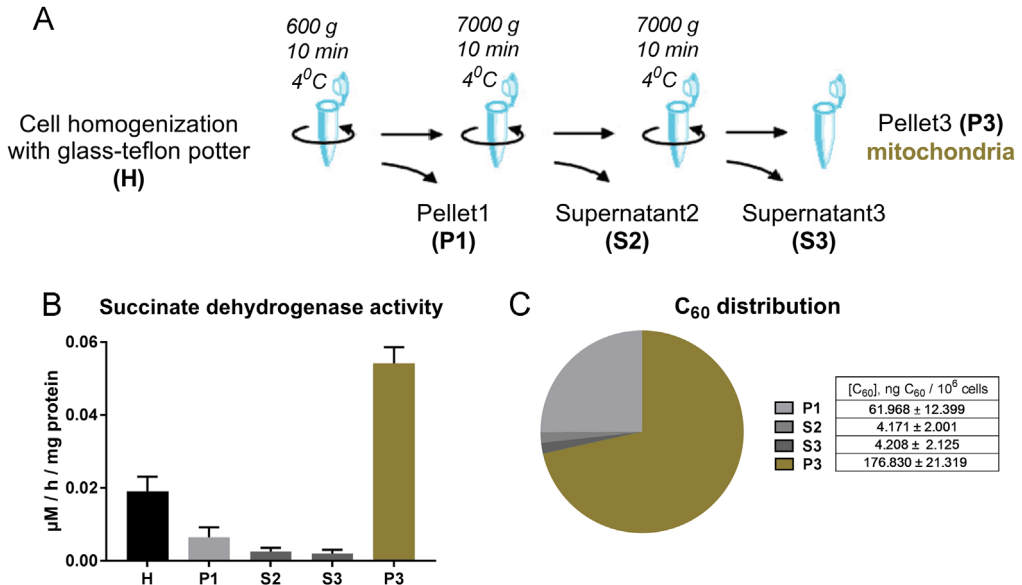 A
600 g
10 min
4⁰C
7000 g
10 min
4⁰C
7000 g
10 min
4⁰C
Cell homogenization
with glass-teflon potter
(H)
Pellet3 (P3)
mitochondria
Pellet1
(P1)
Supernatant2
(S2)
Supernatant3
(S3)
B
Succinate dehydrogenase activity
µM / h / mg protein
0.06
0.04
0.02
0.00
H P1 S2 S3 P3
C
C₆₀ distribution
P1
S2
S3
P3
[C₆₀], ng C₆₀ / 10⁶ cells
61.968 ± 12.399
4.171 ± 2.001
4.208 ± 2.125
176.830 ± 21.319